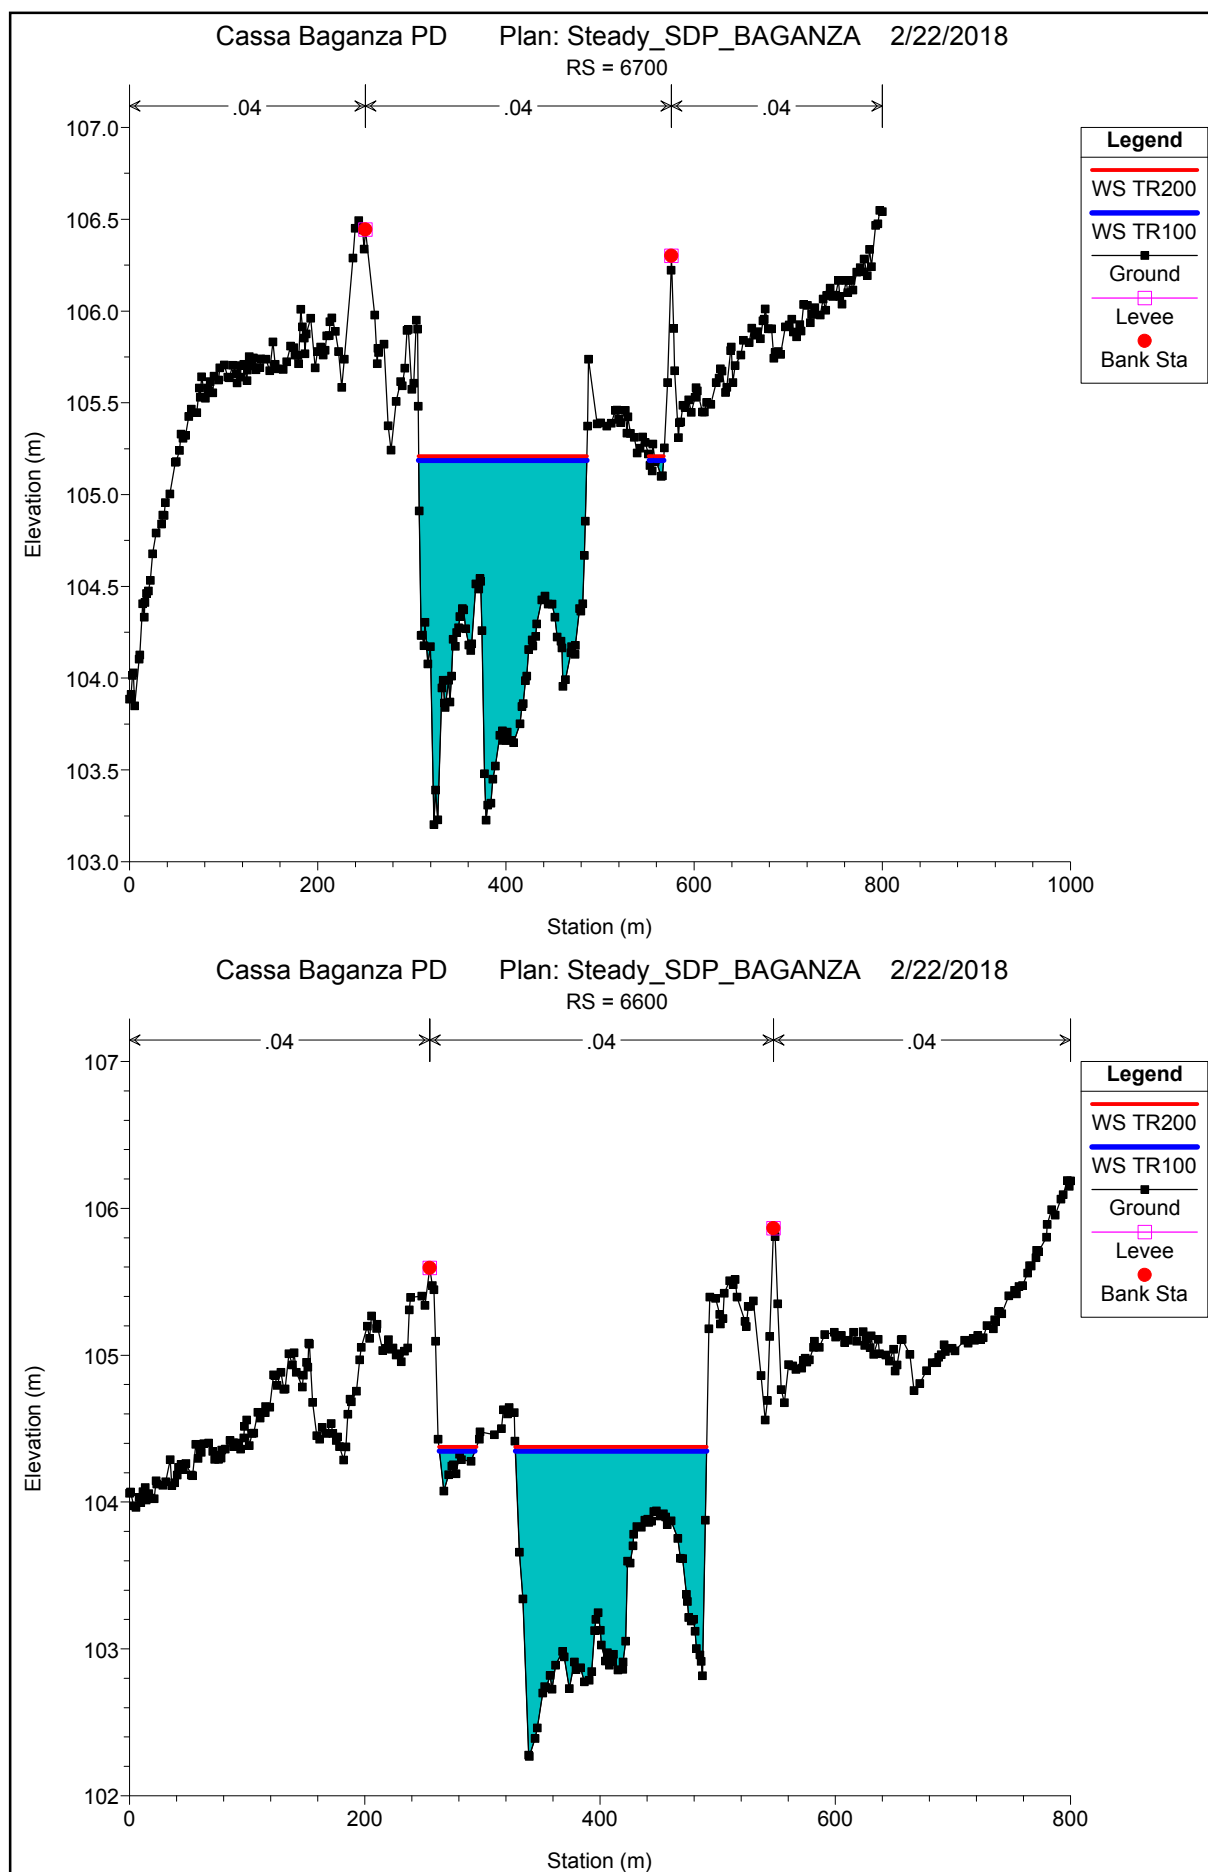 Cassa Baganza PD Plan: Steady_SDP_BAGANZA 2/22/2018
RS = 6700
.04 .04 .04
107.0
106.5
106.0
105.5
105.0
104.5
104.0
103.5
103.0
Elevation (m)
0 200 400 600 800 1000
Station (m)
Legend
WS TR200
WS TR100
Ground
Levee
Bank Sta
Cassa Baganza PD Plan: Steady_SDP_BAGANZA 2/22/2018
RS = 6600
.04 .04 .04
107
106
105
104
103
102
Elevation (m)
0 200 400 600 800
Station (m)
Legend
WS TR200
WS TR100
Ground
Levee
Bank Sta